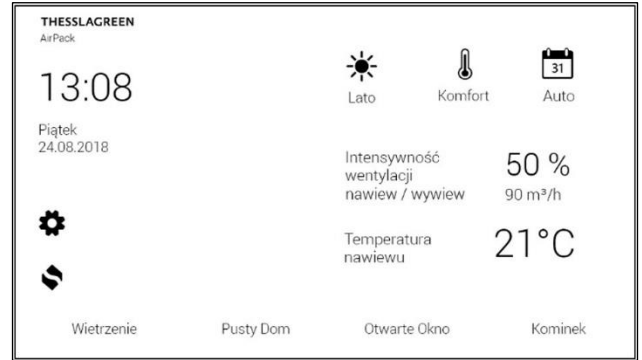 THESSLAGREEN
AirPack
13:08
Piątek
24.08.2018
31
Lato
Komfort
Auto
Intensywność
wentylacji
nawiew / wywiew
50 %
90 m³/h
Temperatura
nawiewu
21°C
Wietrzenie
Pusty Dom
Otwarte Okno
Kominek